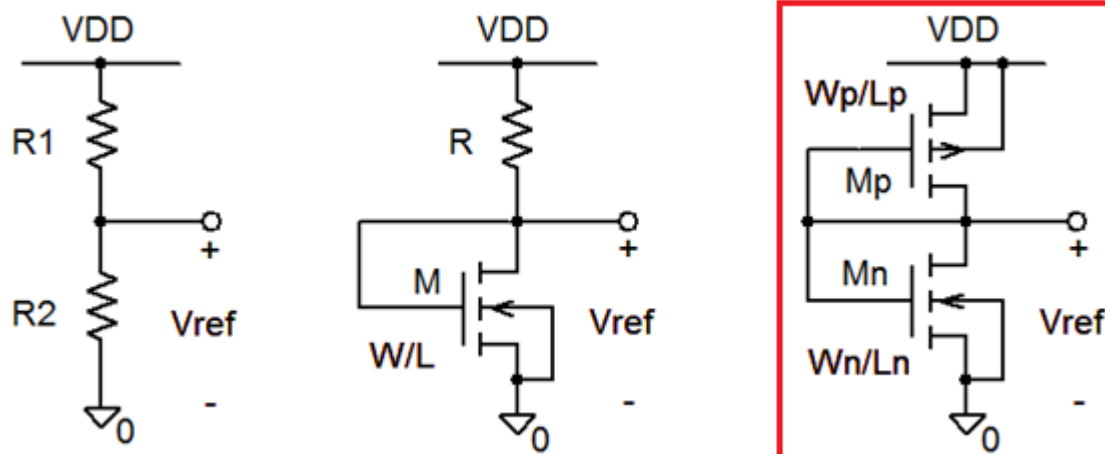 VDD
R1
+
R2
Vref
-
0
VDD
R
M
+
Vref
W/L
-
0
VDD
Wp/Lp
Mp
+
Mn
Vref
Wn/Ln
-
0